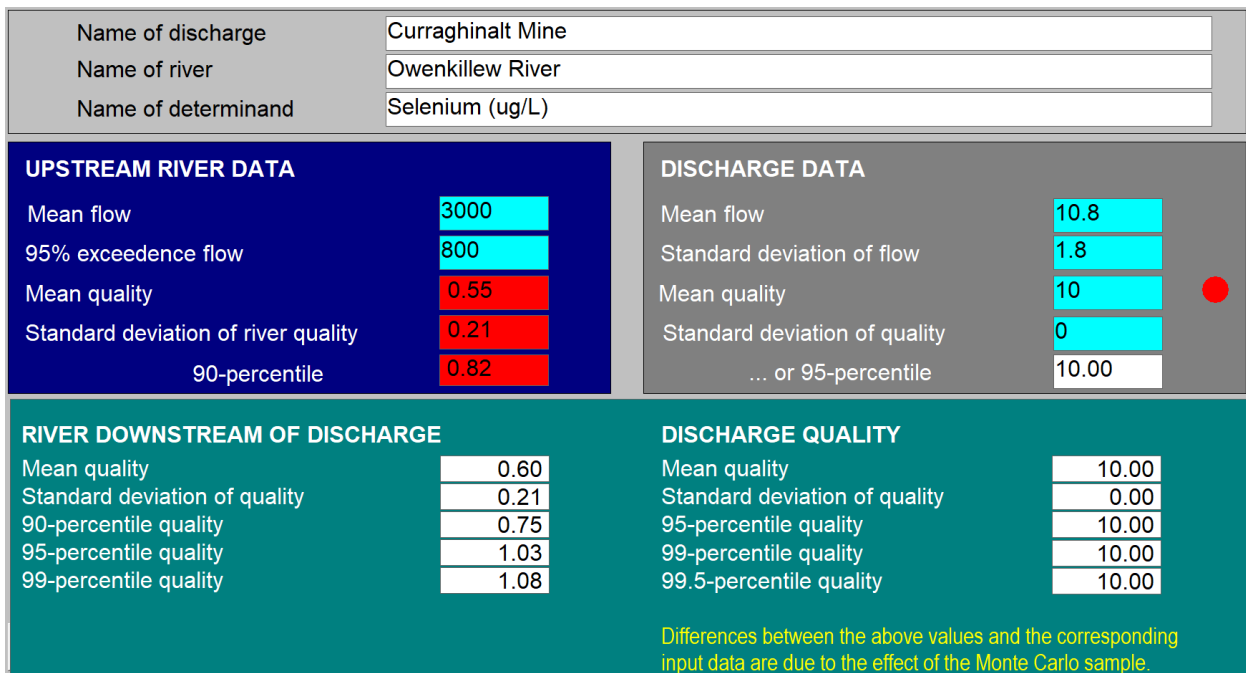 Name of discharge Curraghinalt Mine
Name of river Owenkillew River
Name of determinand Selenium (ug/L)
UPSTREAM RIVER DATA
Mean flow 3000
95% exceedence flow 800
Mean quality 0.55
Standard deviation of river quality 0.21
90-percentile 0.82
DISCHARGE DATA
Mean flow 10.8
Standard deviation of flow 1.8
Mean quality 10
Standard deviation of quality 0
... or 95-percentile 10.00
RIVER DOWNSTREAM OF DISCHARGE
Mean quality 0.60
Standard deviation of quality 0.21
90-percentile quality 0.75
95-percentile quality 1.03
99-percentile quality 1.08
DISCHARGE QUALITY
Mean quality 10.00
Standard deviation of quality 0.00
95-percentile quality 10.00
99-percentile quality 10.00
99.5-percentile quality 10.00
Differences between the above values and the corresponding
input data are due to the effect of the Monte Carlo sample.